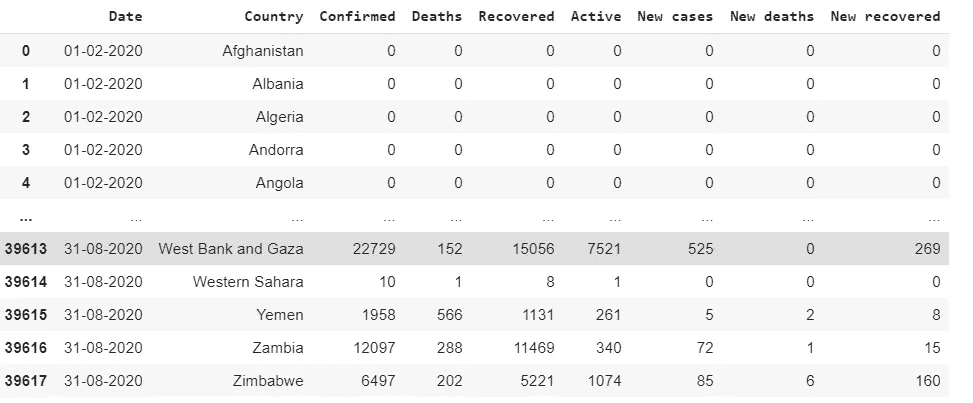 Date Country Confirmed Deaths Recovered Active New cases New deaths New recovered
0 01-02-2020 Afghanistan 0 0 0 0 0 0 0
1 01-02-2020 Albania 0 0 0 0 0 0 0
2 01-02-2020 Algeria 0 0 0 0 0 0 0
3 01-02-2020 Andorra 0 0 0 0 0 0 0
4 01-02-2020 Angola 0 0 0 0 0 0 0
... ... ... ... ... ... ... ... ... ...
39613 31-08-2020 West Bank and Gaza 22729 152 15056 7521 525 0 269
39614 31-08-2020 Western Sahara 10 1 8 1 0 0 0
39615 31-08-2020 Yemen 1958 566 1131 261 5 2 8
39616 31-08-2020 Zambia 12097 288 11469 340 72 1 15
39617 31-08-2020 Zimbabwe 6497 202 5221 1074 85 6 160